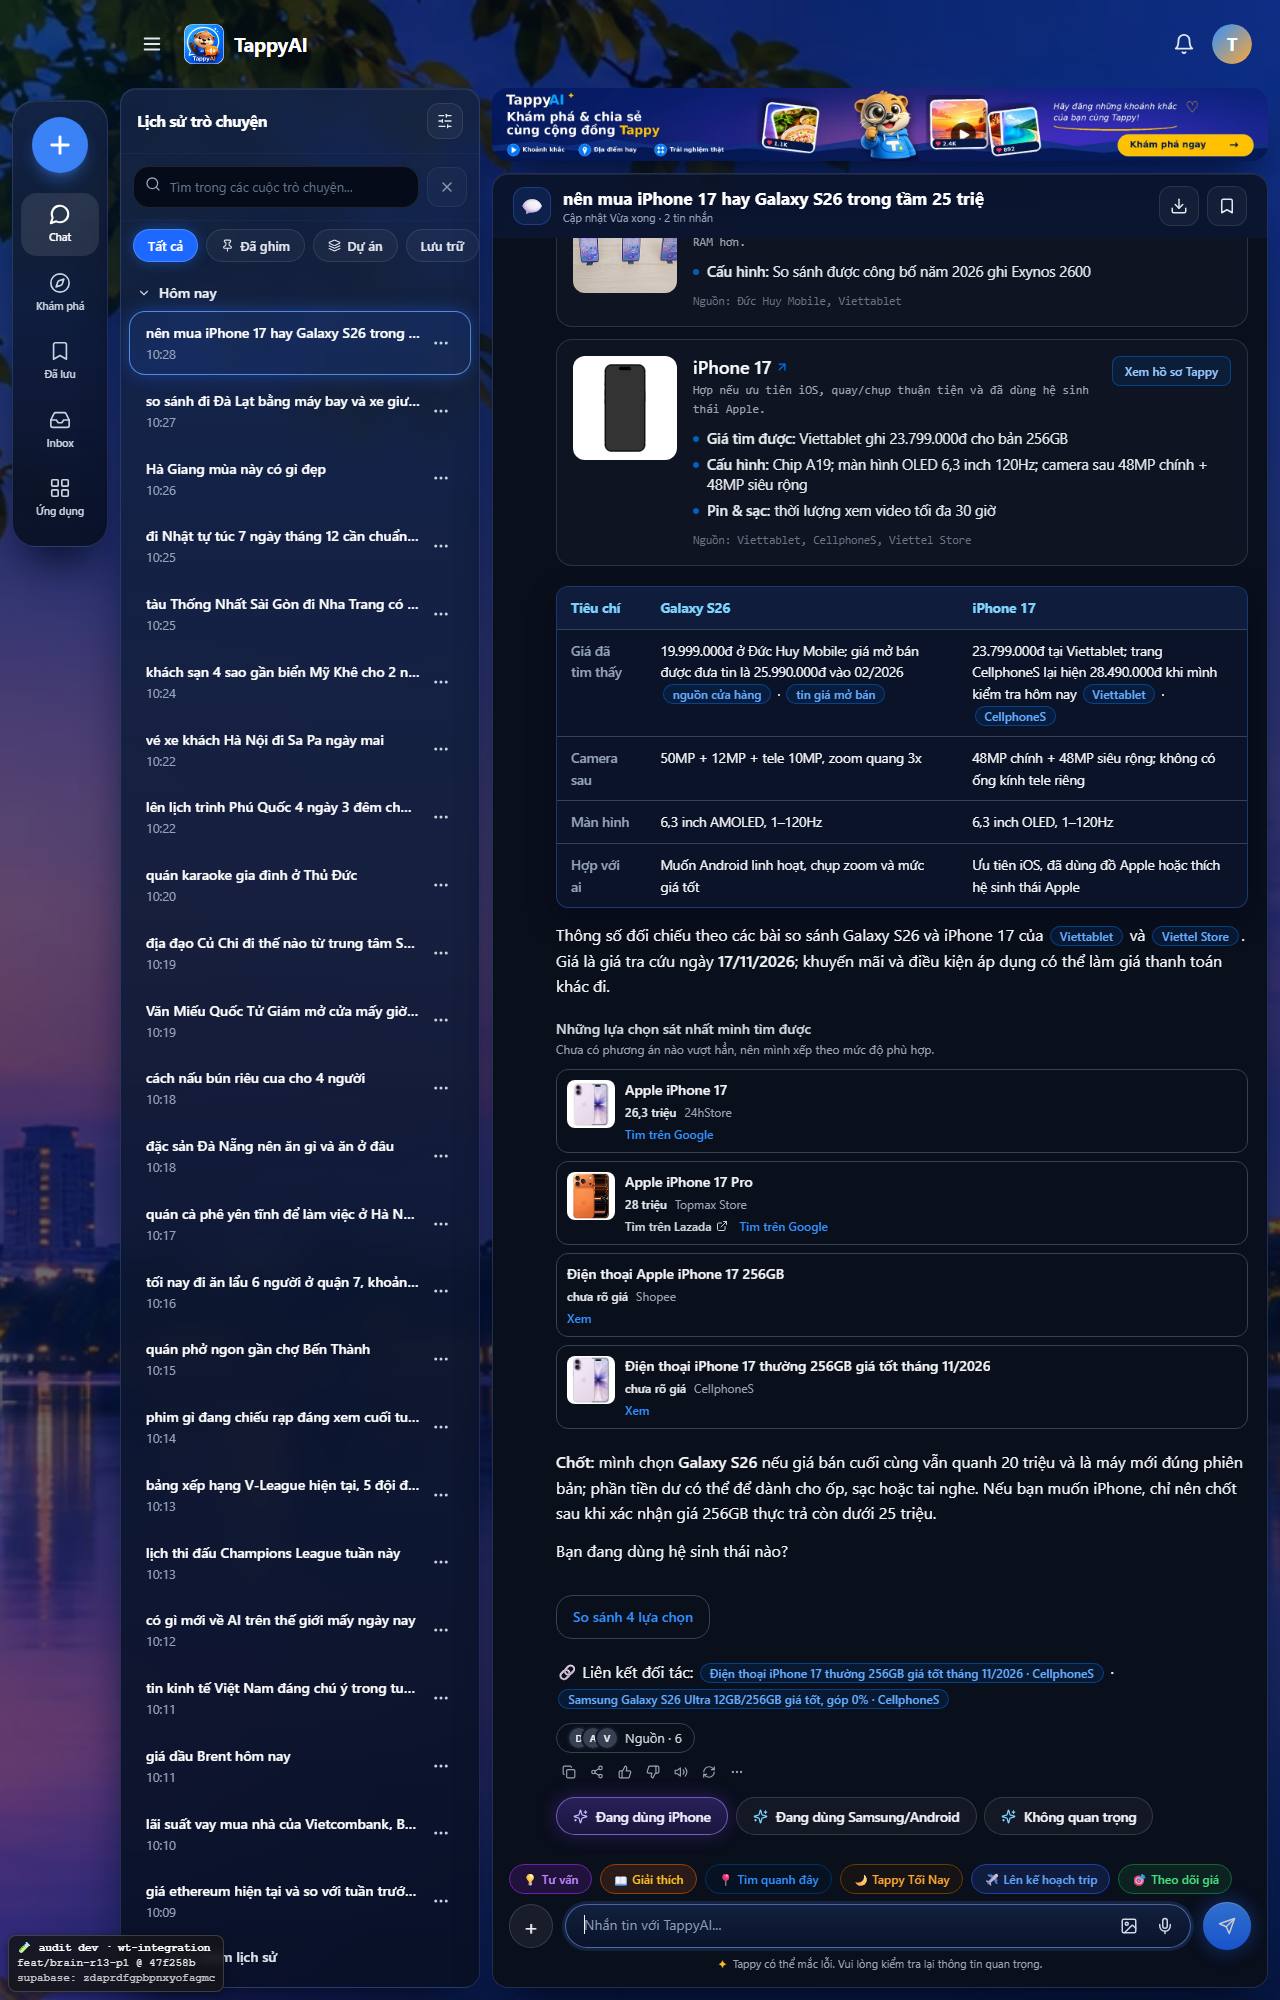 TappyAI
T
Lịch sử trò chuyện
Tìm trong các cuộc trò chuyện...
Tất cả
Đã ghim
Dự án
Lưu trữ
Chat
Khám phá
Đã lưu
Inbox
Ứng dụng
Hôm nay
nên mua iPhone 17 hay Galaxy S26 trong ...
10:28
so sánh đi Đà Lạt bằng máy bay và xe giư...
10:27
Hà Giang mùa này có gì đẹp
10:26
đi Nhật tự túc 7 ngày tháng 12 cần chuẩn...
10:25
tàu Thống Nhất Sài Gòn đi Nha Trang có ...
10:25
khách sạn 4 sao gần biển Mỹ Khê cho 2 n...
10:24
vé xe khách Hà Nội đi Sa Pa ngày mai
10:22
lên lịch trình Phú Quốc 4 ngày 3 đêm ch...
10:22
quán karaoke gia đình ở Thủ Đức
10:20
địa đạo Củ Chi đi thế nào từ trung tâm S...
10:19
Văn Miếu Quốc Tử Giám mở cửa mấy giờ...
10:19
cách nấu bún riêu cua cho 4 người
10:18
đặc sản Đà Nẵng nên ăn gì và ăn ở đâu
10:18
quán cà phê yên tĩnh để làm việc ở Hà N...
10:17
tối nay đi ăn lẩu 6 người ở quận 7, khoản...
10:16
quán phở ngon gần chợ Bến Thành
10:15
phim gì đang chiếu rạp đáng xem cuối tu...
10:14
bảng xếp hạng V-League hiện tại, 5 đội đ...
10:13
lịch thi đấu Champions League tuần này
10:13
có gì mới về AI trên thế giới mấy ngày nay
10:12
tin kinh tế Việt Nam đáng chú ý trong tu...
10:11
giá dầu Brent hôm nay
10:11
lãi suất vay mua nhà của Vietcombank, B...
10:10
giá ethereum hiện tại và so với tuần trướ...
10:09
m lịch sử
audit dev · wt-integration
feat/brain-r13-p1 @ 47f258b
supabase: zdaprdfgpbpnxyofagmc
TappyAI
Khám phá & chia sẻ
cùng cộng đồng Tappy
Khoảnh khắc
Địa điểm hay
Trải nghiệm thật
1.1K
2.4K
892
Hãy đăng những khoảnh khắc
của bạn cùng Tappy!
Khám phá ngay →
nên mua iPhone 17 hay Galaxy S26 trong tầm 25 triệ
Cập nhật Vừa xong · 2 tin nhắn
RAM hơn.
Cấu hình: So sánh được công bố năm 2026 ghi Exynos 2600
Nguồn: Đức Huy Mobile, Viettablet
iPhone 17
Xem hồ sơ Tappy
Hợp nếu ưu tiên iOS, quay/chụp thuận tiện và đã dùng hệ sinh
thái Apple.
Giá tìm được: Viettablet ghi 23.799.000đ cho bản 256GB
Cấu hình: Chip A19; màn hình OLED 6,3 inch 120Hz; camera sau 48MP chính +
48MP siêu rộng
Pin & sạc: thời lượng xem video tối đa 30 giờ
Nguồn: Viettablet, CellphoneS, Viettel Store
Tiêu chí
Galaxy S26
iPhone 17
Giá đã
tìm thấy
19.999.000đ ở Đức Huy Mobile; giá mở bán
được đưa tin là 25.990.000đ vào 02/2026
nguồn cửa hàng · tin giá mở bán
23.799.000đ tại Viettablet; trang
CellphoneS lại hiện 28.490.000đ khi mình
kiểm tra hôm nay Viettablet ·
CellphoneS
Camera
sau
50MP + 12MP + tele 10MP, zoom quang 3x
48MP chính + 48MP siêu rộng; không có
ống kính tele riêng
Màn hình
6,3 inch AMOLED, 1–120Hz
6,3 inch OLED, 1–120Hz
Hợp với
ai
Muốn Android linh hoạt, chụp zoom và mức
giá tốt
Ưu tiên iOS, đã dùng đồ Apple hoặc thích
hệ sinh thái Apple
Thông số đối chiếu theo các bài so sánh Galaxy S26 và iPhone 17 của Viettablet và Viettel Store .
Giá là giá tra cứu ngày 17/11/2026; khuyến mãi và điều kiện áp dụng có thể làm giá thanh toán
khác đi.
Những lựa chọn sát nhất mình tìm được
Chưa có phương án nào vượt hẳn, nên mình xếp theo mức độ phù hợp.
Apple iPhone 17
26,3 triệu 24hStore
Tìm trên Google
Apple iPhone 17 Pro
28 triệu Topmax Store
Tìm trên Lazada Tìm trên Google
Điện thoại Apple iPhone 17 256GB
chưa rõ giá Shopee
Xem
Điện thoại iPhone 17 thường 256GB giá tốt tháng 11/2026
chưa rõ giá CellphoneS
Xem
Chốt: mình chọn Galaxy S26 nếu giá bán cuối cùng vẫn quanh 20 triệu và là máy mới đúng phiên
bản; phần tiền dư có thể để dành cho ốp, sạc hoặc tai nghe. Nếu bạn muốn iPhone, chỉ nên chốt
sau khi xác nhận giá 256GB thực trả còn dưới 25 triệu.
Bạn đang dùng hệ sinh thái nào?
So sánh 4 lựa chọn
Liên kết đối tác: Điện thoại iPhone 17 thường 256GB giá tốt tháng 11/2026 · CellphoneS ·
Samsung Galaxy S26 Ultra 12GB/256GB giá tốt, góp 0% · CellphoneS
D A V Nguồn · 6
Đang dùng iPhone
Đang dùng Samsung/Android
Không quan trọng
Tư vấn
Giải thích
Tìm quanh đây
Tappy Tối Nay
Lên kế hoạch trip
Theo dõi giá
Nhắn tin với TappyAI...
Tappy có thể mắc lỗi. Vui lòng kiểm tra lại thông tin quan trọng.